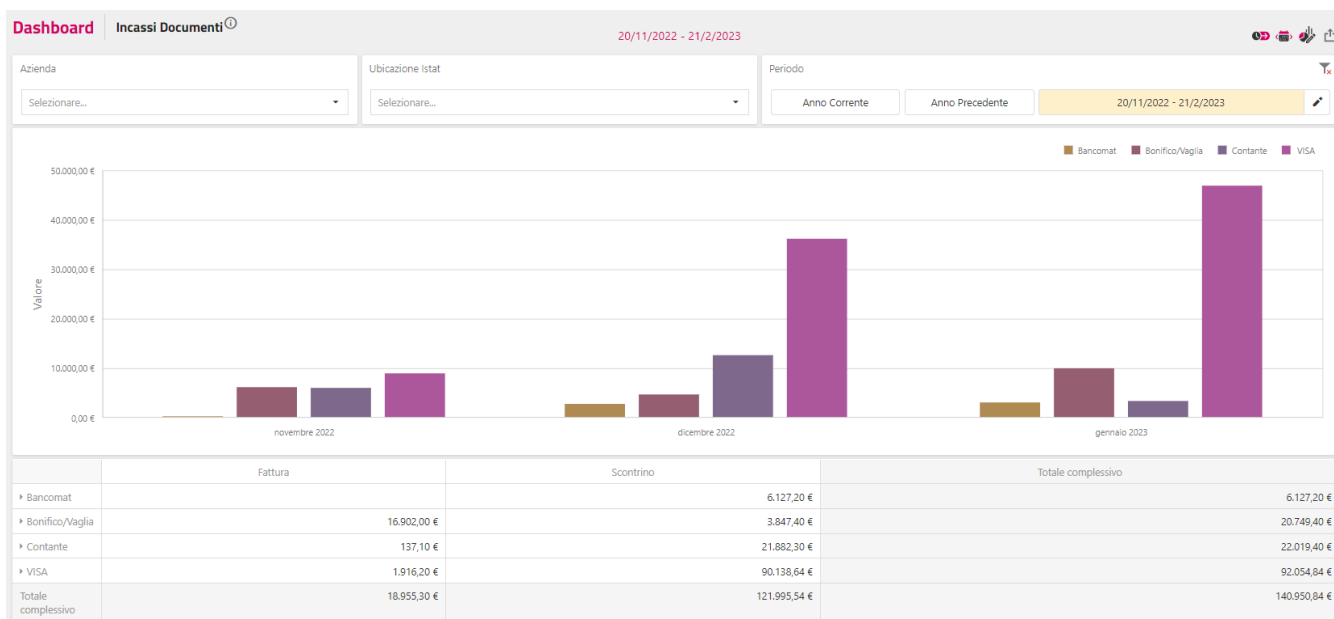 Dashboard Incassi Documenti
20/11/2022 - 21/2/2023
Azienda Ubicazione Istat Periodo
Selezionare... Selezionare... Anno Corrente Anno Precedente 20/11/2022 - 21/2/2023
Bancomat Bonifico/Vaglia Contante VISA
50.000,00 €
40.000,00 €
30.000,00 €
20.000,00 €
10.000,00 €
0,00 €
Valore
novembre 2022 dicembre 2022 gennaio 2023
Fattura Scontrino Totale complessivo
Bancomat 6.127,20 € 6.127,20 €
Bonifico/Vaglia 16.902,00 € 3.847,40 € 20.749,40 €
Contante 137,10 € 21.882,30 € 22.019,40 €
VISA 1.916,20 € 90.138,64 € 92.054,84 €
Totale 18.955,30 € 121.995,54 € 140.950,84 €
complessivo